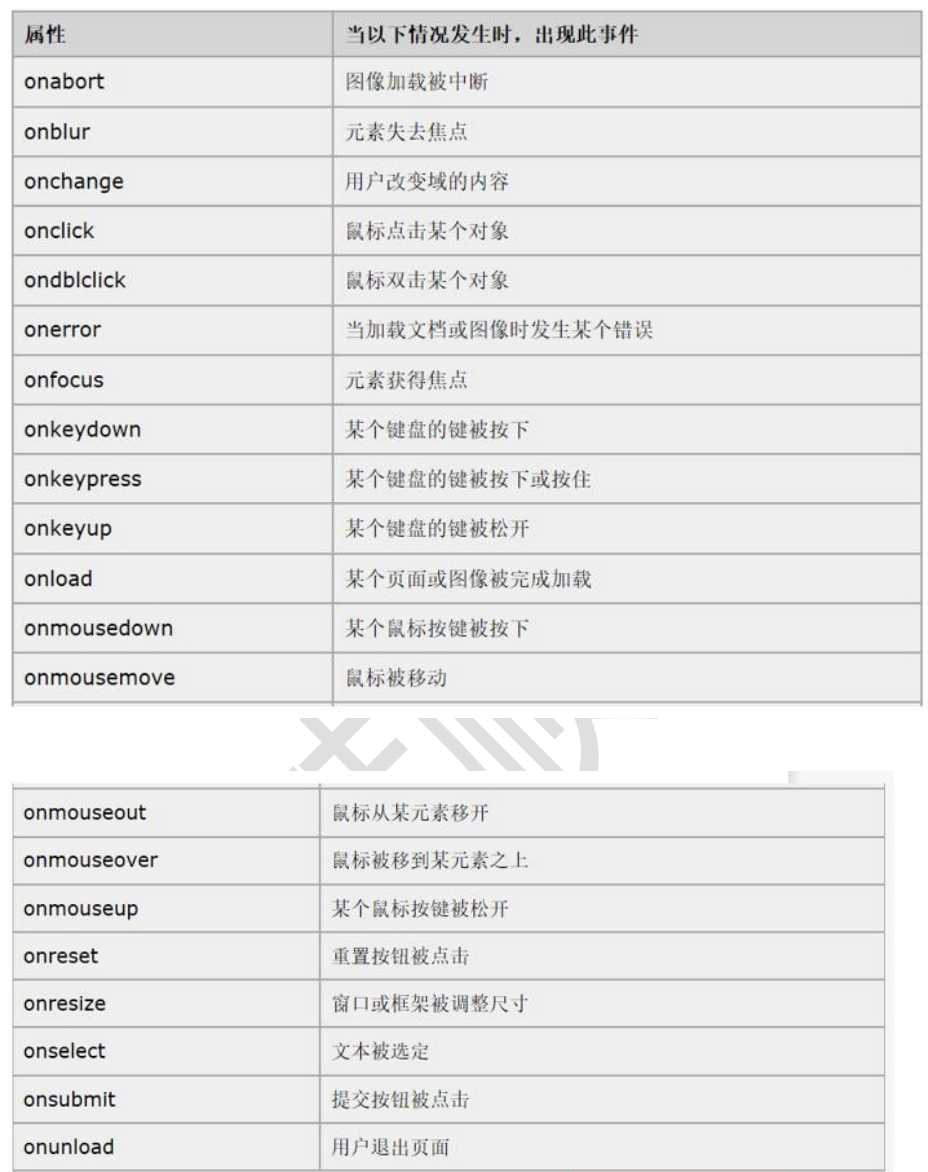 属性 当以下情况发生时，出现此事件
onabort 图像加载被中断
onblur 元素失去焦点
onchange 用户改变域的内容
onclick 鼠标点击某个对象
ondblclick 鼠标双击某个对象
onerror 当加载文档或图像时发生某个错误
onfocus 元素获得焦点
onkeydown 某个键盘的键被按下
onkeypress 某个键盘的键被按下或按住
onkeyup 某个键盘的键被松开
onload 某个页面或图像被完成加载
onmousedown 某个鼠标按键被按下
onmousemove 鼠标被移动
onmouseout 鼠标从某元素移开
onmouseover 鼠标被移到某元素之上
onmouseup 某个鼠标按键被松开
onreset 重置按钮被点击
onresize 窗口或框架被调整尺寸
onselect 文本被选定
onsubmit 提交按钮被点击
onunload 用户退出页面